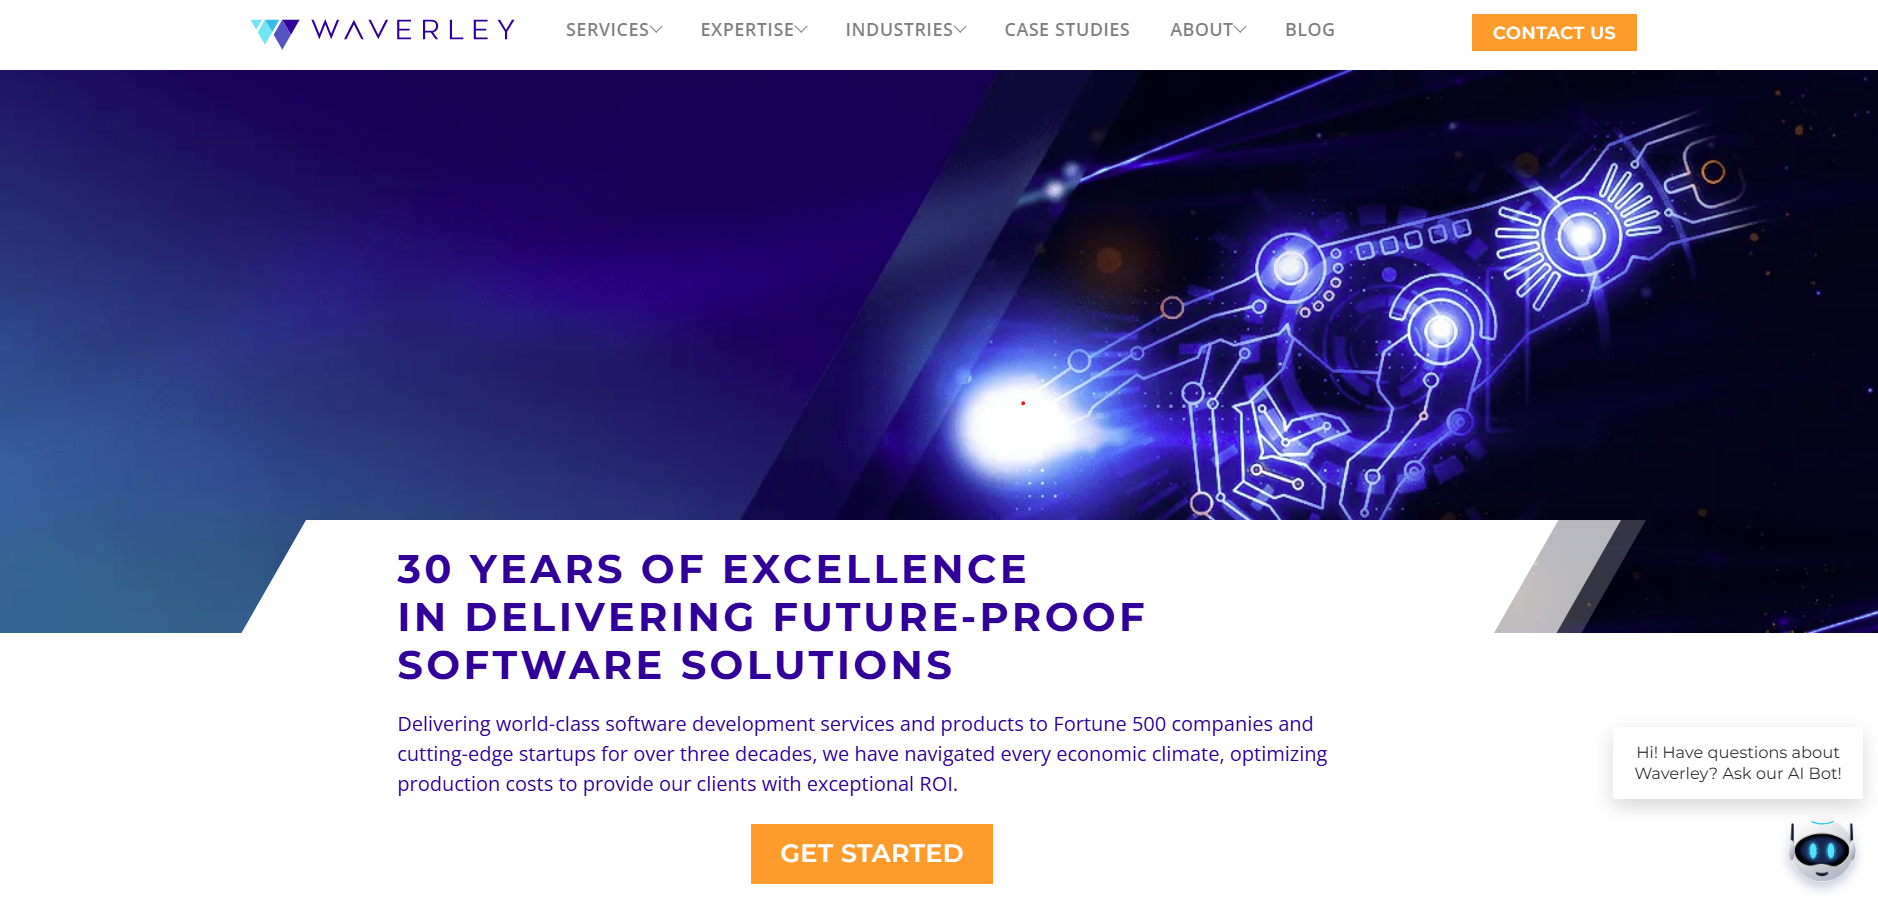 WAVERLEY
SERVICES
EXPERTISE
INDUSTRIES
CASE STUDIES
ABOUT
BLOG
CONTACT US
30 YEARS OF EXCELLENCE
IN DELIVERING FUTURE-PROOF
SOFTWARE SOLUTIONS
Delivering world-class software development services and products to Fortune 500 companies and
cutting-edge startups for over three decades, we have navigated every economic climate, optimizing
production costs to provide our clients with exceptional ROI.
GET STARTED
Hi! Have questions about
Waverley? Ask our AI Bot!